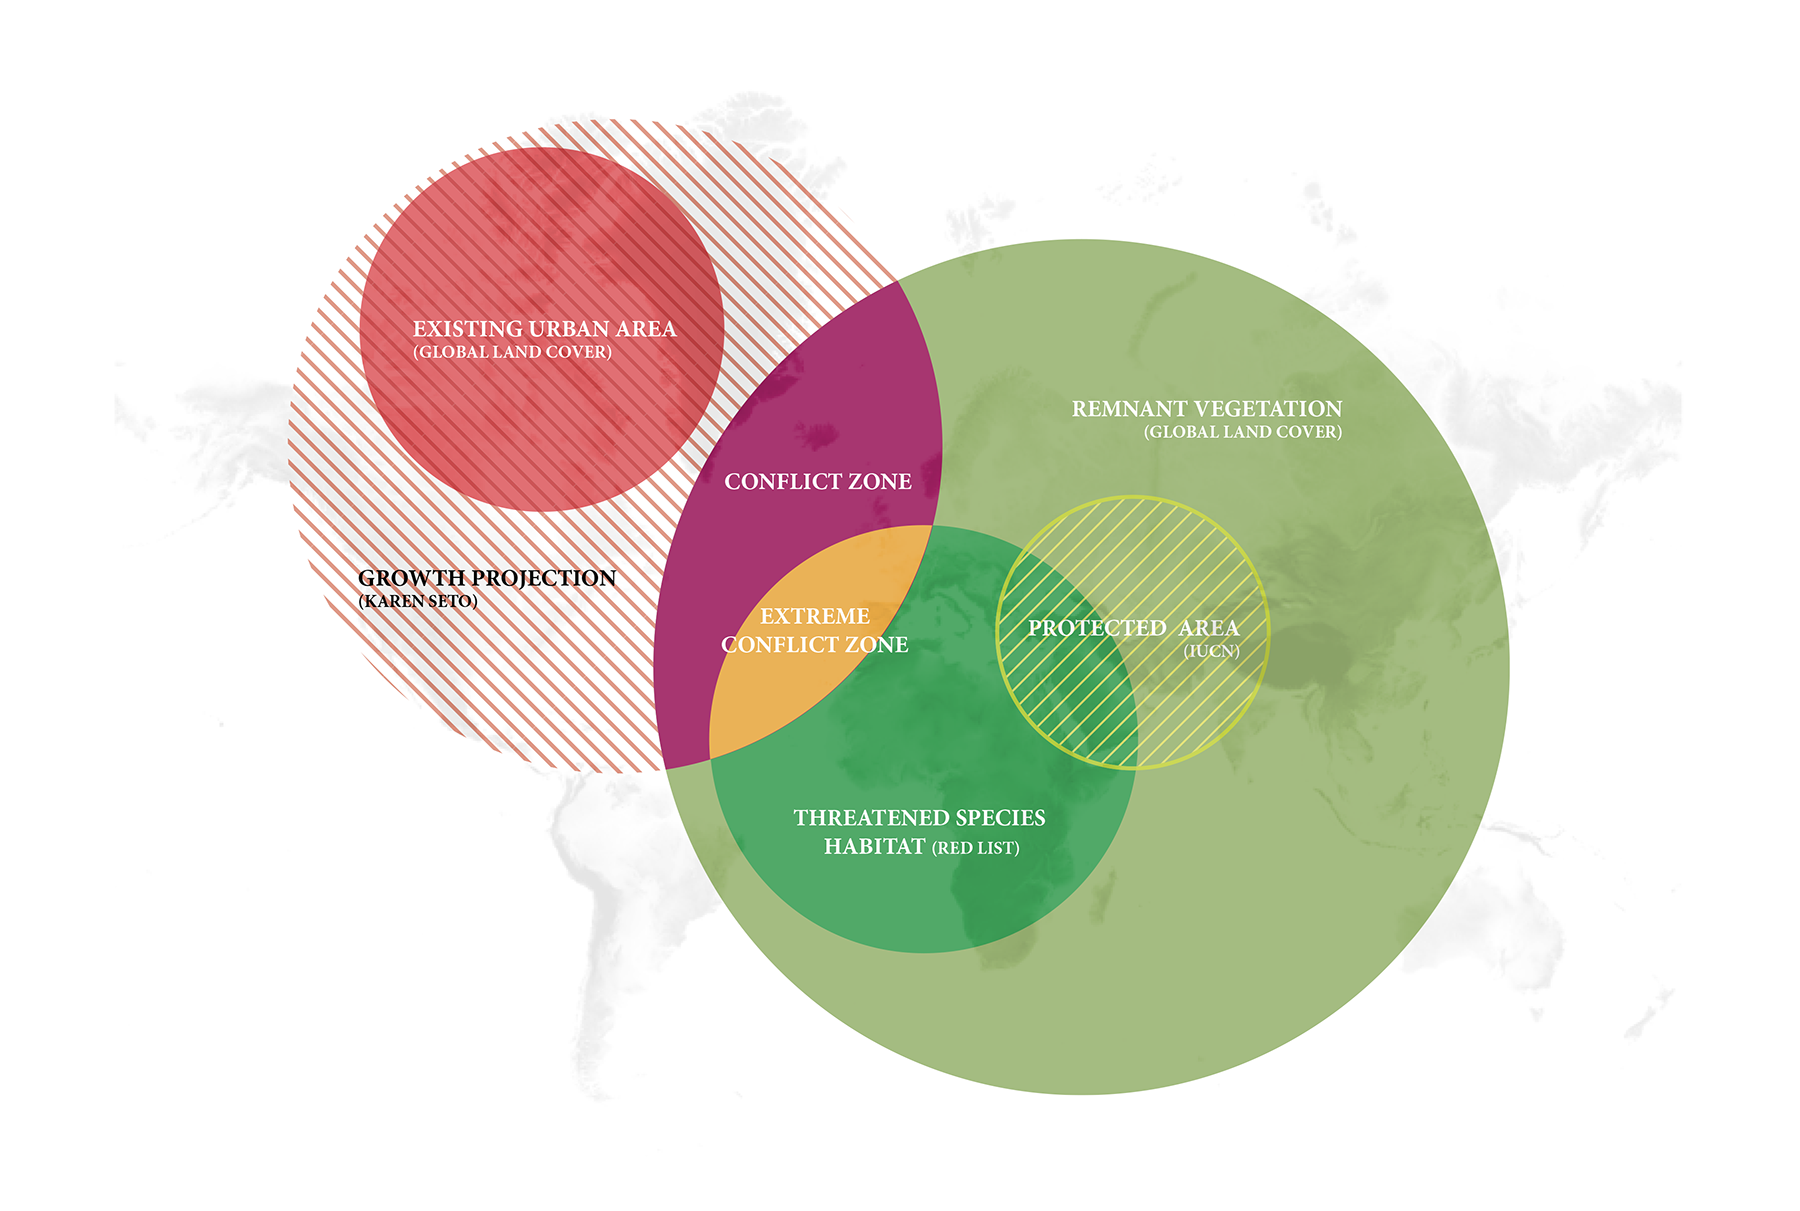 EXISTING URBAN AREA
(GLOBAL LAND COVER)
REMNANT VEGETATION
(GLOBAL LAND COVER)
CONFLICT ZONE
GROWTH PROJECTION
(KAREN SETO)
EXTREME
CONFLICT ZONE
PROTECTED AREA
(IUCN)
THREATENED SPECIES
HABITAT (RED LIST)